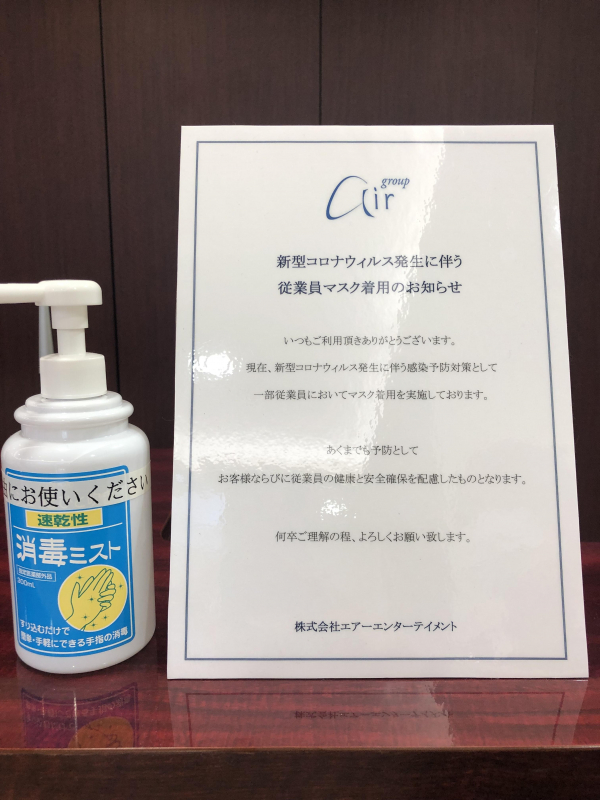 air group
新型コロナウィルス発生に伴う
従業員マスク着用のお知らせ
いつもご利用頂きありがとうございます。
現在、新型コロナウィルス発生に伴う感染予防対策として
一部従業員においてマスク着用を実施しております。
あくまでも予防として
お客様ならびに従業員の健康と安全確保を配慮したものとなります。
何卒ご理解の程、よろしくお願い致します。
株式会社エアーエンターテイメント
にお使いください
速乾性
消毒ミスト
指定医薬部外品
300mL
すり込むだけで
簡単・手軽にできる手指の消毒